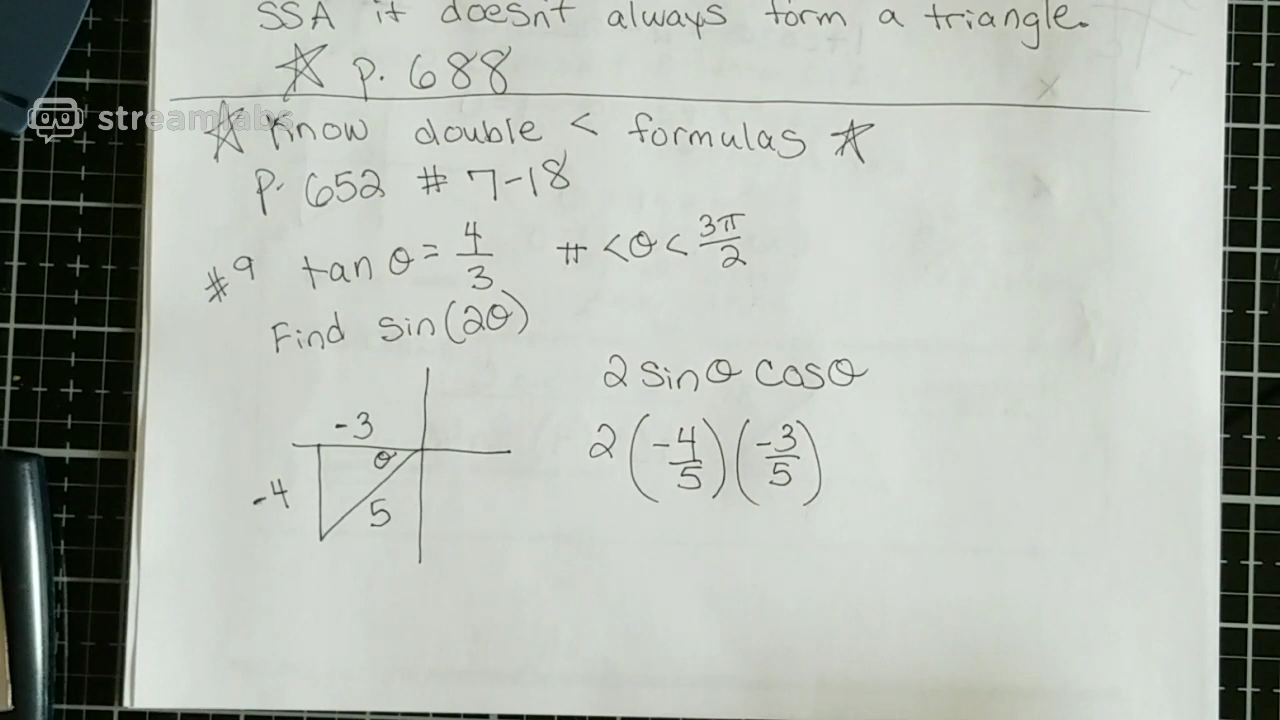 SSA it doesn't always form a triangle.
☆ p. 688
streamlabs
☆ Know double < formulas ☆
p. 652 # 7-18
#9 tan θ = 4/3 π < θ < 3π/2
Find sin(2θ)
2 sinθ cosθ
-3
2(-4/5)(-3/5)
θ
-4
5